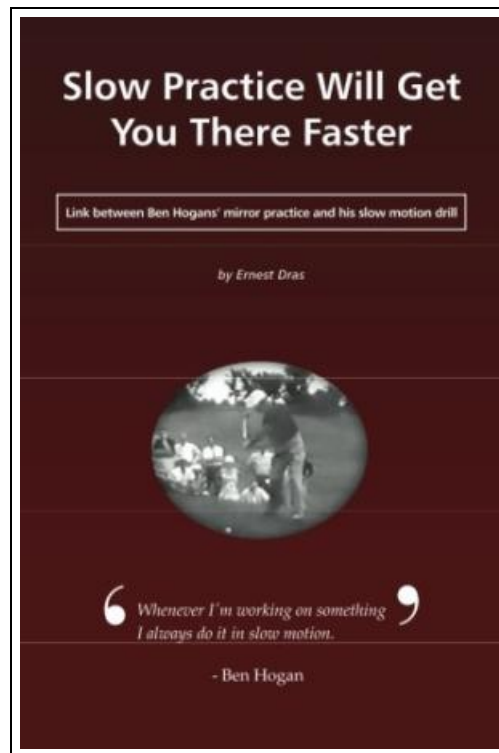 Slow Practice Will Get
You There Faster
Link between Ben Hogans' mirror practice and his slow motion drill
by Ernest Dras
‘ Whenever I'm working on something ’
I always do it in slow motion.
- Ben Hogan